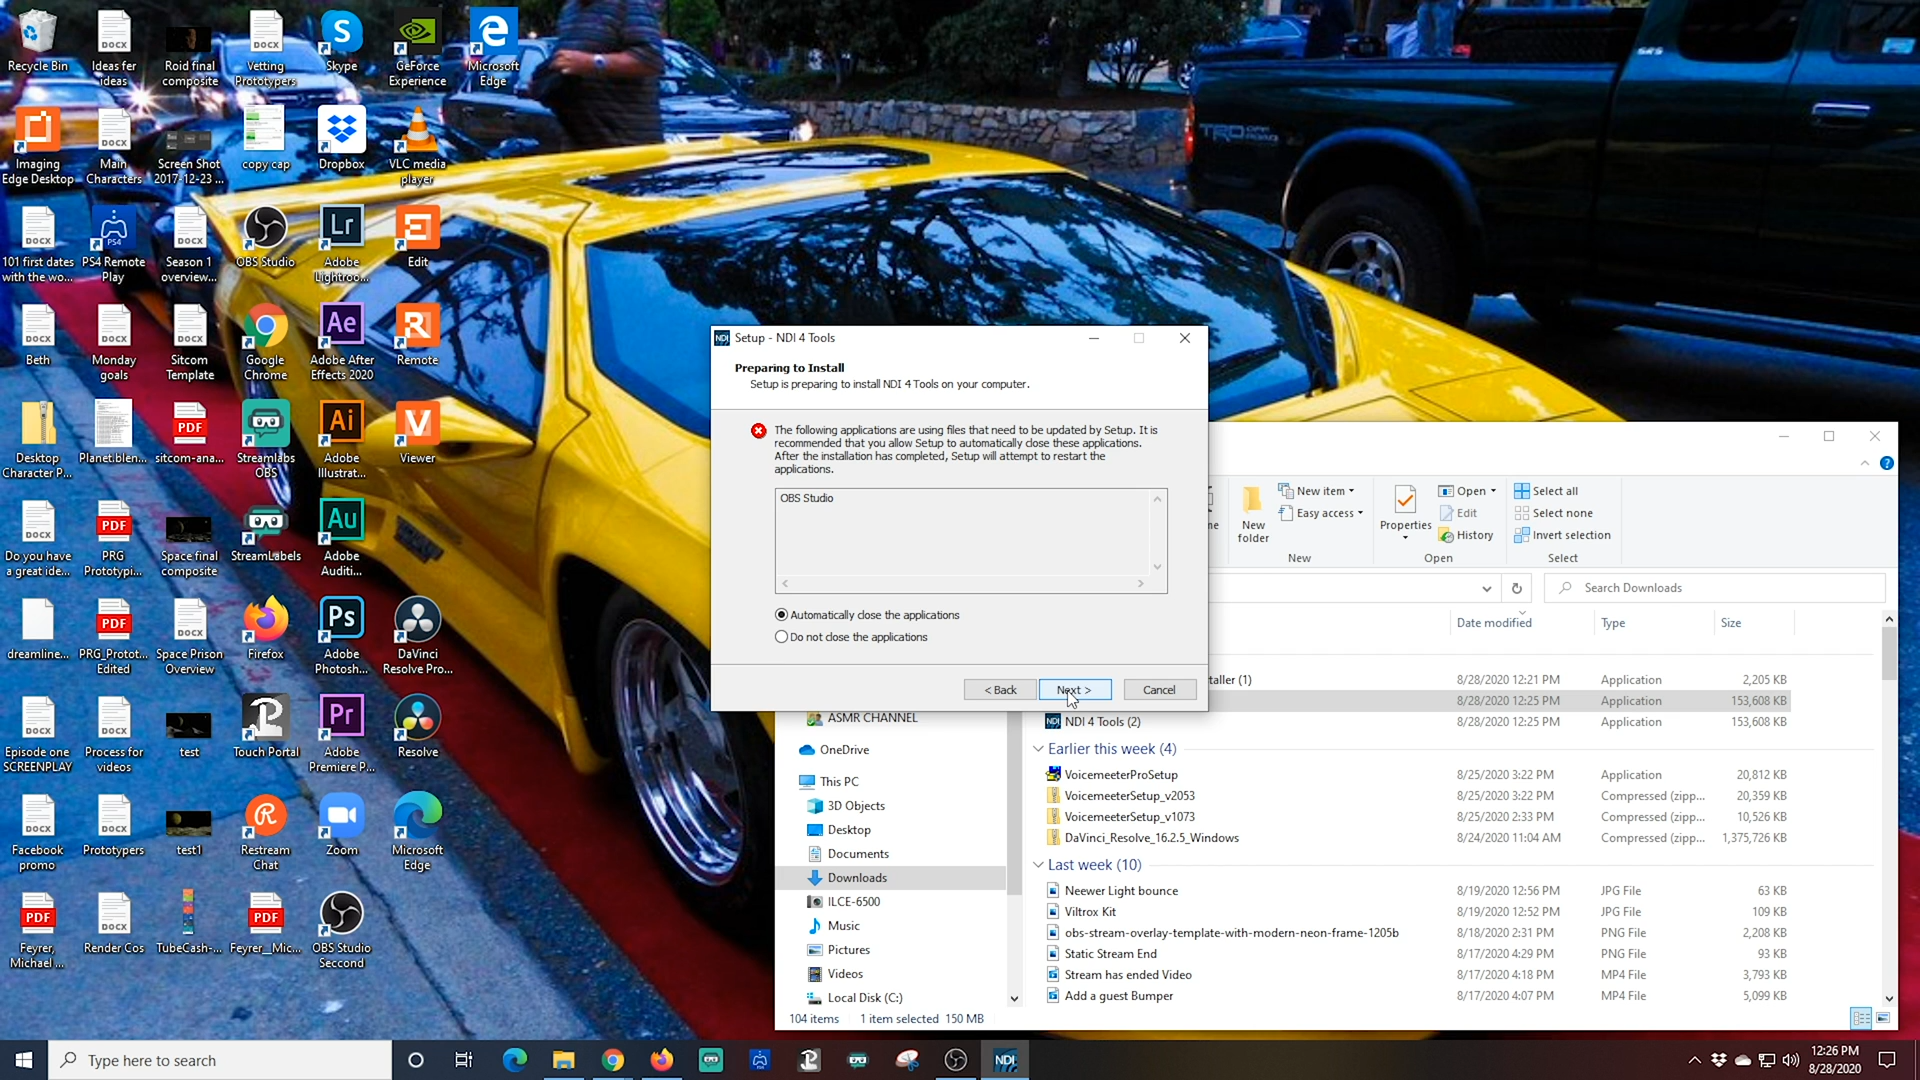 Recycle Bin
Ideas fer
ideas
Roid final
composite
Vetting
Prototypers
Skype
GeForce
Experience
Microsoft
Edge
Imaging
Edge Desktop
Main
Characters
Screen Shot
2017-12-23 ...
copy cap
Dropbox
VLC media
player
101 first dates
with the wo...
PS4 Remote
Play
Season 1
overview...
OBS Studio
Adobe
Lightroo...
Edit
Beth
Monday
goals
Sitcom
Template
Google
Chrome
Adobe After
Effects 2020
Remote
Desktop
Character P...
Planet.blen...
sitcom-ana...
Streamlabs
OBS
Adobe
Illustrat...
Viewer
Do you have
a great ide...
PRG
Prototypi...
Space final
composite
StreamLabels
Adobe
Auditi...
dreamline...
PRG_Protot...
Edited
Space Prison
Overview
Firefox
Adobe
Photosh...
DaVinci
Resolve Pro...
Episode one
SCREENPLAY
Process for
videos
test
Touch Portal
Adobe
Premiere P...
Resolve
Facebook
promo
Prototypers
test1
Restream
Chat
Zoom
Microsoft
Edge
Feyrer,
Michael ...
Render Cos
TubeCash-...
Feyrer__Mic...
OBS Studio
Seccond
SR5
TRD OFF
ROAD
NDI Setup - NDI 4 Tools
Preparing to Install
Setup is preparing to install NDI 4 Tools on your computer.
The following applications are using files that need to be updated by Setup. It is
recommended that you allow Setup to automatically close these applications.
After the installation has completed, Setup will attempt to restart the
applications.
OBS Studio
Automatically close the applications
Do not close the applications
< Back
Next >
Cancel
New
folder
New item
Easy access
New
Properties
Open
Edit
History
Open
Select all
Select none
Invert selection
Select
Search Downloads
Date modified Type Size
taller (1) 8/28/2020 12:21 PM Application 2,205 KB
8/28/2020 12:25 PM Application 153,608 KB
NDI 4 Tools (2) 8/28/2020 12:25 PM Application 153,608 KB
Earlier this week (4)
VoicemeeterProSetup 8/25/2020 3:22 PM Application 20,812 KB
VoicemeeterSetup_v2053 8/25/2020 3:22 PM Compressed (zipp... 20,359 KB
VoicemeeterSetup_v1073 8/25/2020 2:33 PM Compressed (zipp... 10,526 KB
DaVinci_Resolve_16.2.5_Windows 8/24/2020 11:04 AM Compressed (zipp... 1,375,726 KB
Last week (10)
Neewer Light bounce 8/19/2020 12:56 PM JPG File 63 KB
Viltrox Kit 8/19/2020 12:52 PM JPG File 109 KB
obs-stream-overlay-template-with-modern-neon-frame-1205b 8/18/2020 2:31 PM PNG File 2,208 KB
Static Stream End 8/17/2020 4:29 PM PNG File 93 KB
Stream has ended Video 8/17/2020 4:18 PM MP4 File 3,793 KB
Add a guest Bumper 8/17/2020 4:07 PM MP4 File 5,099 KB
ASMR CHANNEL
OneDrive
This PC
3D Objects
Desktop
Documents
Downloads
ILCE-6500
Music
Pictures
Videos
Local Disk (C:)
104 items 1 item selected 150 MB
Type here to search
NDI
12:26 PM
8/28/2020